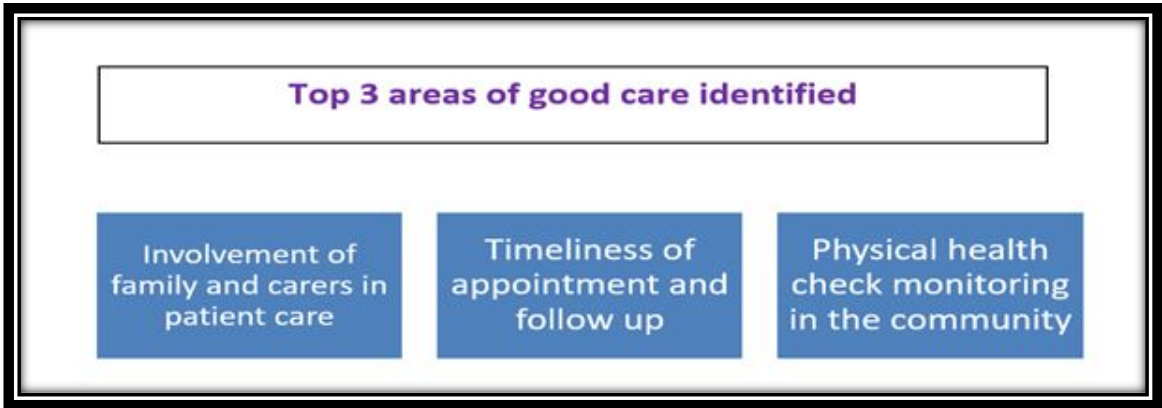 Top 3 areas of good care identified
Involvement of
family and carers in
patient care
Timeliness of
appointment and
follow up
Physical health
check monitoring
in the community